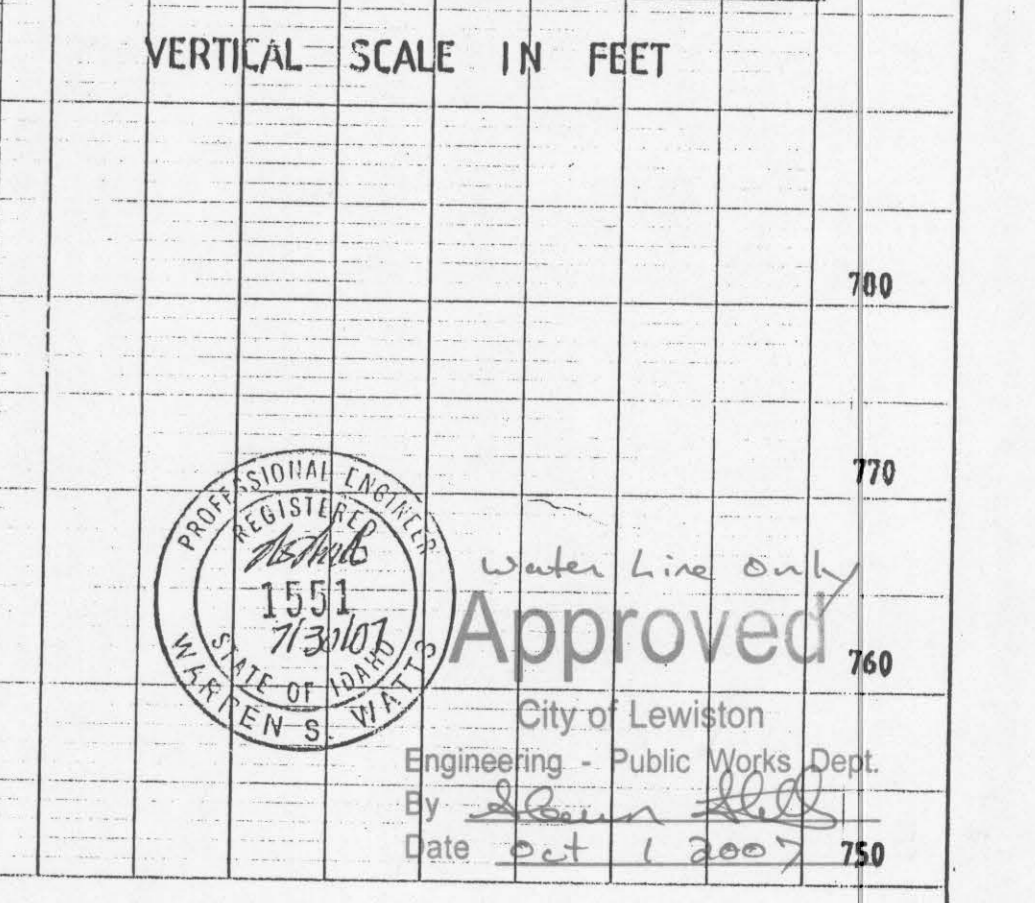 VERTICAL SCALE IN FEET
780
770
PROFESSIONAL ENGINEER
REGISTERED
1551
7/30/07
STATE OF IDAHO
WARREN S. WATTS
Water Line Only
Approved
760
City of Lewiston
Engineering - Public Works Dept.
By
Date Oct 1 2007
750